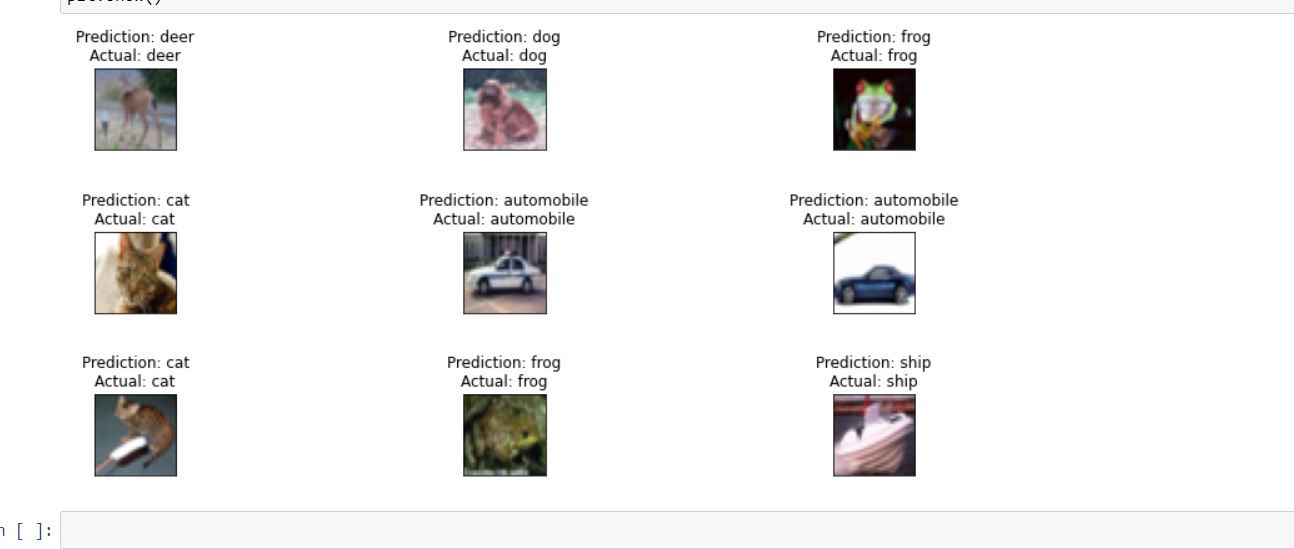 Prediction: deer
Actual: deer
Prediction: dog
Actual: dog
Prediction: frog
Actual: frog
Prediction: cat
Actual: cat
Prediction: automobile
Actual: automobile
Prediction: automobile
Actual: automobile
Prediction: cat
Actual: cat
Prediction: frog
Actual: frog
Prediction: ship
Actual: ship
[ ]: